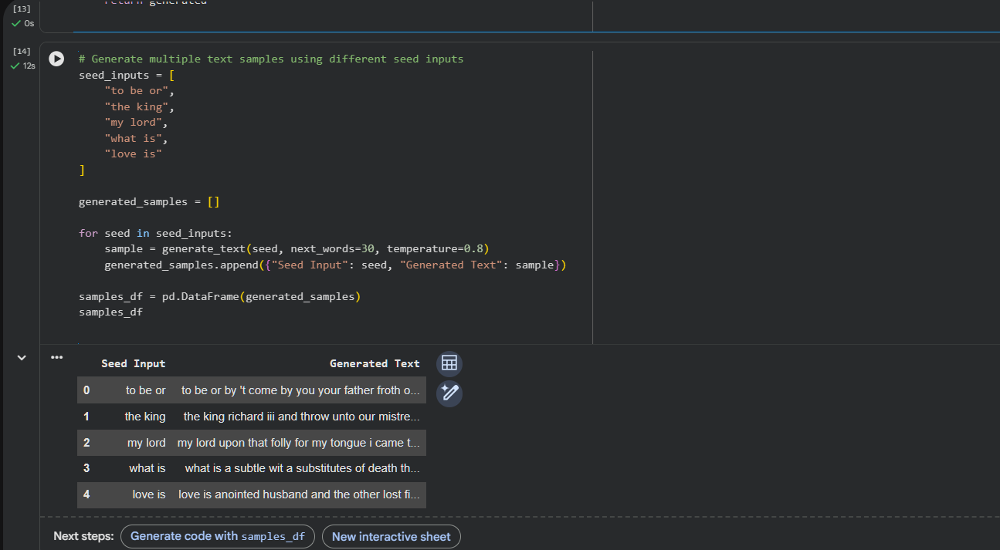 [13]
return generated
0s
[14]
12s
# Generate multiple text samples using different seed inputs
seed_inputs = [
"to be or",
"the king",
"my lord",
"what is",
"love is"
]
generated_samples = []
for seed in seed_inputs:
sample = generate_text(seed, next_words=30, temperature=0.8)
generated_samples.append({"Seed Input": seed, "Generated Text": sample})
samples_df = pd.DataFrame(generated_samples)
samples_df
Seed Input Generated Text
0 to be or to be or by 't come by you your father froth o...
1 the king the king richard iii and throw unto our mistre...
2 my lord my lord upon that folly for my tongue i came t...
3 what is what is a subtle wit a substitutes of death th...
4 love is love is anointed husband and the other lost fi...
Next steps: Generate code with samples_df New interactive sheet